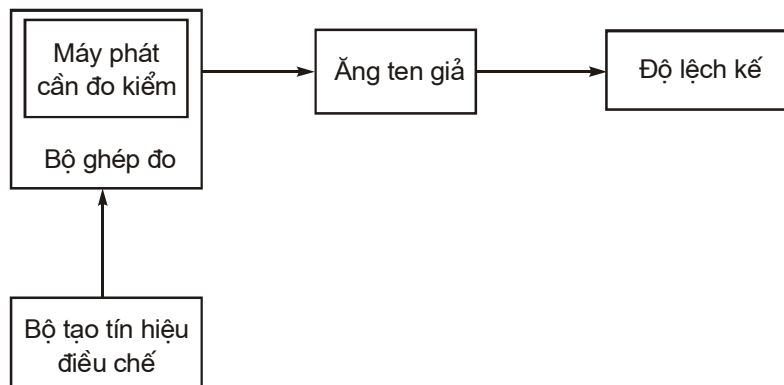 Máy phát
cần đo kiểm
Bộ ghép đo
Ăng ten giả
Độ lệch kế
Bộ tạo tín hiệu
điều chế